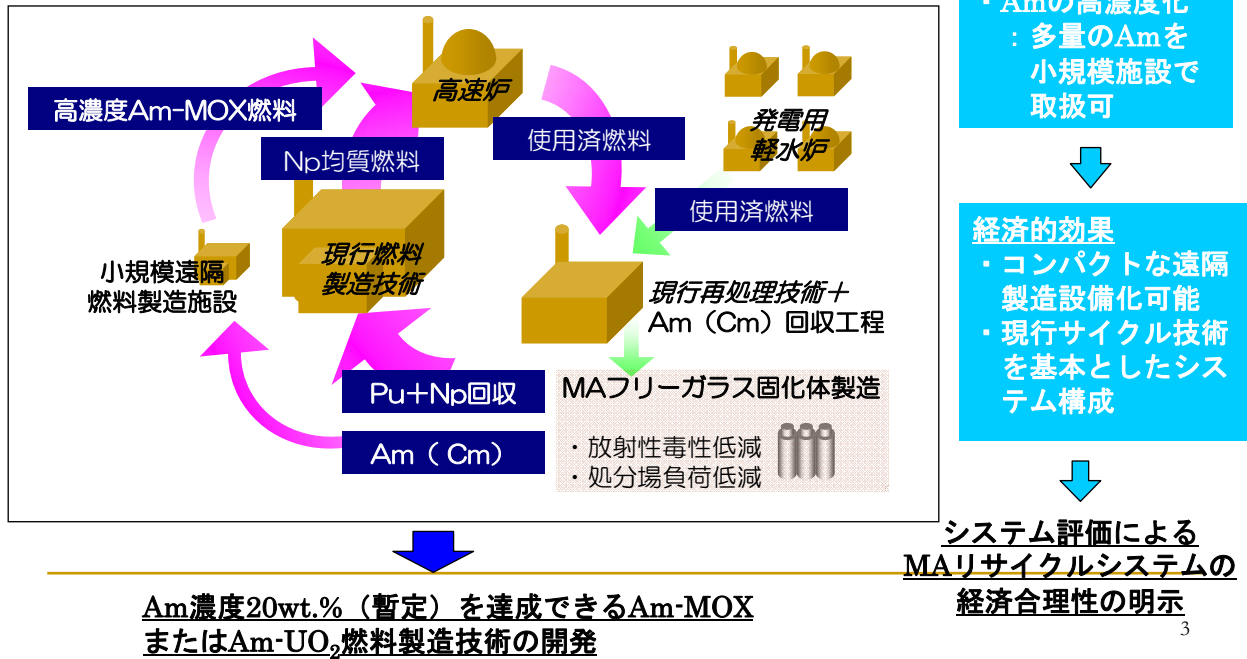 高速炉
高濃度Am-MOX燃料
Np均質燃料
使用済燃料
発電用
軽水炉
使用済燃料
小規模遠隔
燃料製造施設
現行燃料
製造技術
現行再処理技術＋
Am（Cm）回収工程
Pu+Np回収
Am（ Cm）
MAフリーガラス固化体製造
・放射性毒性低減
・処分場負荷低減
・Amの高濃度化
：多量のAmを
小規模施設で
取扱可
経済的効果
・コンパクトな遠隔
製造設備化可能
・現行サイクル技術
を基本としたシス
テム構成
システム評価による
MAリサイクルシステムの
経済合理性の明示
Am濃度20wt.%（暫定）を達成できるAm-MOX
またはAm-UO₂燃料製造技術の開発
3